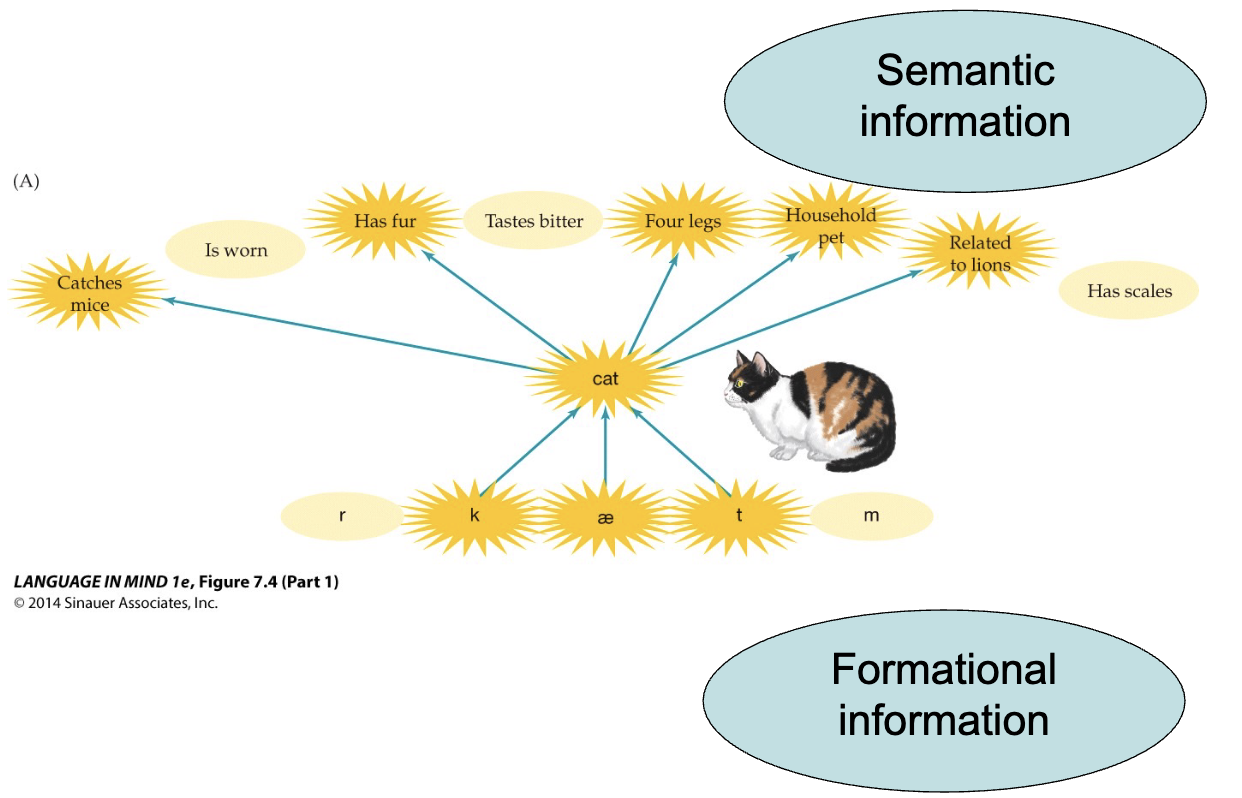 Semantic
information
(A)
Has fur
Tastes bitter
Four legs
Household
pet
Is worn
Related
to lions
Catches
mice
Has scales
cat
r
k
æ
t
m
LANGUAGE IN MIND 1e, Figure 7.4 (Part 1)
© 2014 Sinauer Associates, Inc.
Formational
information